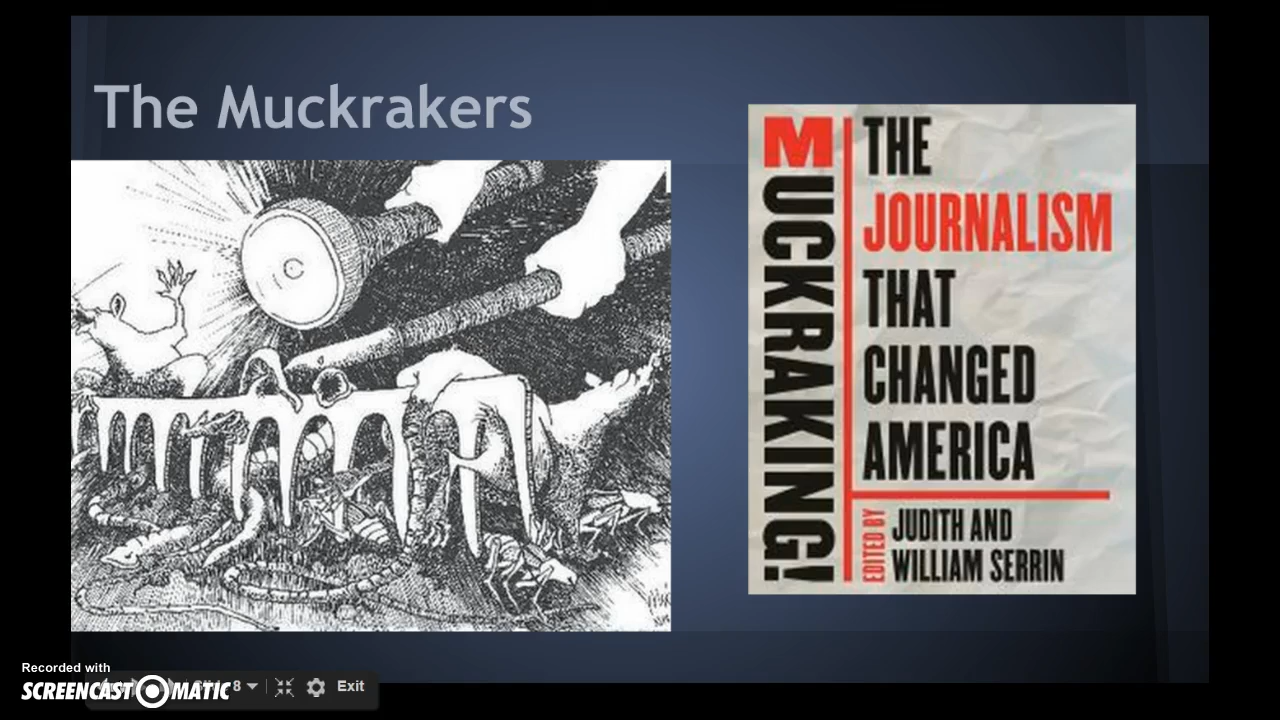 The Muckrakers
MUCKRAKING!
THE
JOURNALISM
THAT
CHANGED
AMERICA
EDITED BY
JUDITH AND
WILLIAM SERRIN
Recorded with
SCREENCAST O MATIC
8
Exit